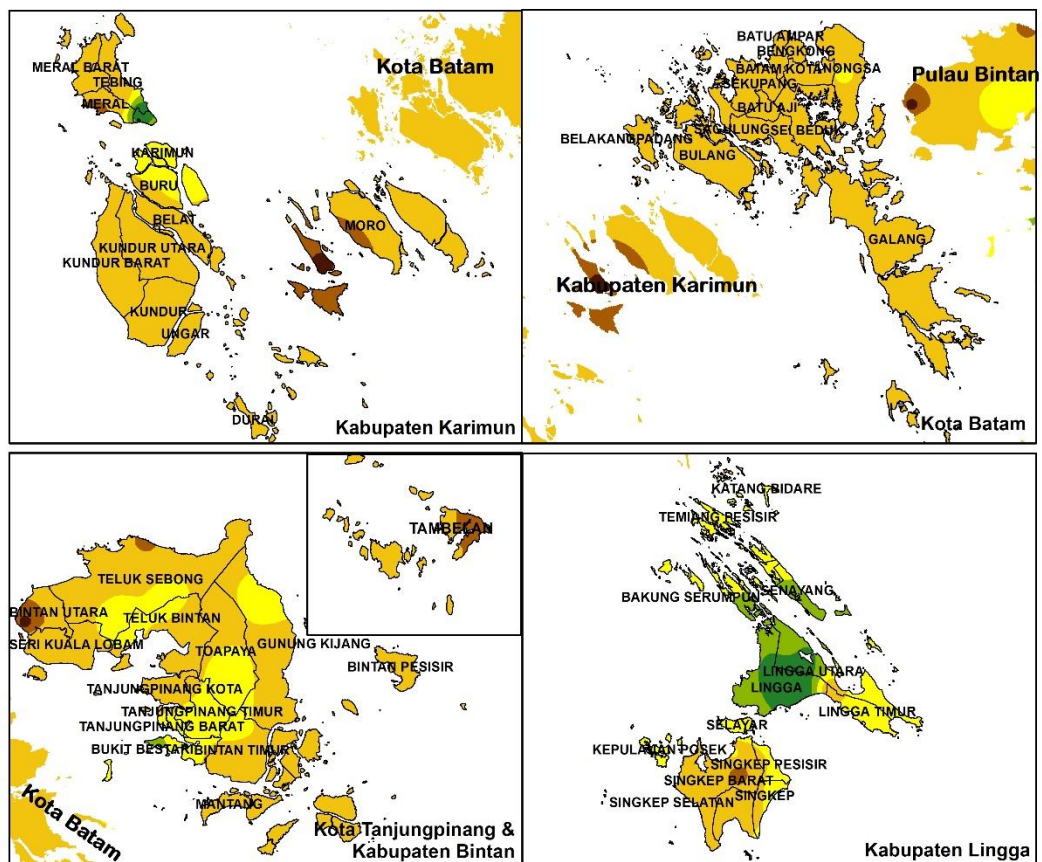 MERAL BARAT
TEBING
MERAL
KARIMUN
BURU
BELAT
KUNDUR UTARA
KUNDUR BARAT
KUNDUR
UNGAR
MORO
DURAI
Kota Batam
Kabupaten Karimun
BATU AMPAR
BENGKONG
BATAM KOTA
NONGSA
SEKUPANG
BATU AJI
SAGULUNG
SEI BEDUK
BELAKANGPADANG
BULANG
GALANG
Pulau Bintan
Kabupaten Karimun
Kota Batam
TELUK SEBONG
BINTAN UTARA
TELUK BINTAN
SERI KUALA LOBAM
TOAPAYA
GUNUNG KIJANG
BINTAN PESISIR
TANJUNGPINANG KOTA
TANJUNGPINANG TIMUR
TANJUNGPINANG BARAT
BUKIT BESTARI
BINTAN TIMUR
MANTANG
TAMBELAN
Kota Batam
Kota Tanjungpinang &
Kabupaten Bintan
KATANG BIDARE
TEMIANG PESISIR
BAKUNG SERUMPUN
SENAYANG
LINGGA UTARA
LINGGA
LINGGA TIMUR
SELAYAR
KEPULAUAN POSEK
SINGKEP PESISIR
SINGKEP BARAT
SINGKEP
SINGKEP SELATAN
Kabupaten Lingga